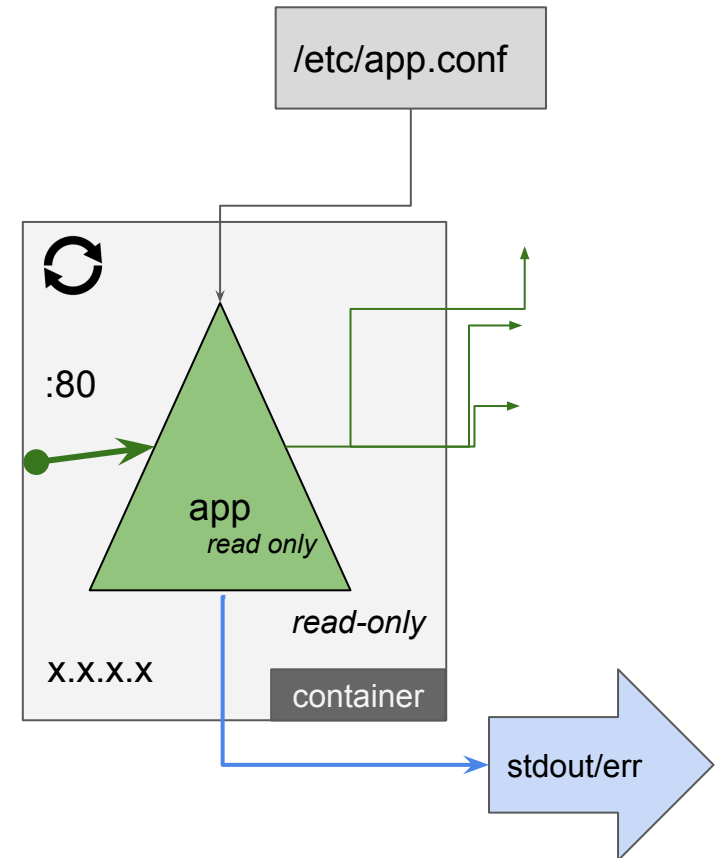 /etc/app.conf
:80
app
read only
read-only
x.x.x.x
container
stdout/err